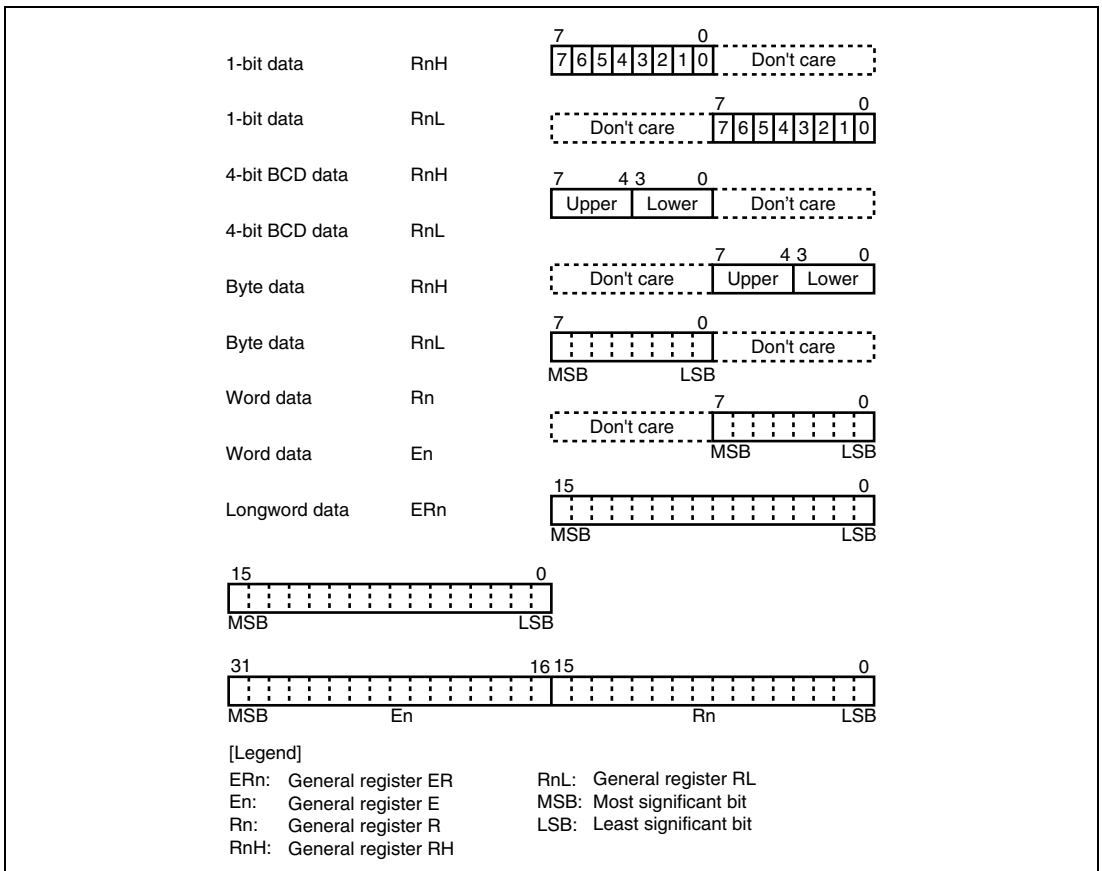 7 0
1-bit data RnH 7 6 5 4 3 2 1 0 Don't care
7 0
1-bit data RnL Don't care 7 6 5 4 3 2 1 0
4-bit BCD data RnH 7 4 3 0
Upper Lower Don't care
4-bit BCD data RnL
7 4 3 0
Byte data RnH Don't care Upper Lower
7 0
Byte data RnL Don't care
MSB LSB
Word data Rn 7 0
Don't care
Word data En MSB LSB
15 0
Longword data ERn
MSB LSB
15 0
MSB LSB
31 16 15 0
MSB En Rn LSB
[Legend]
ERn: General register ER RnL: General register RL
En: General register E MSB: Most significant bit
Rn: General register R LSB: Least significant bit
RnH: General register RH